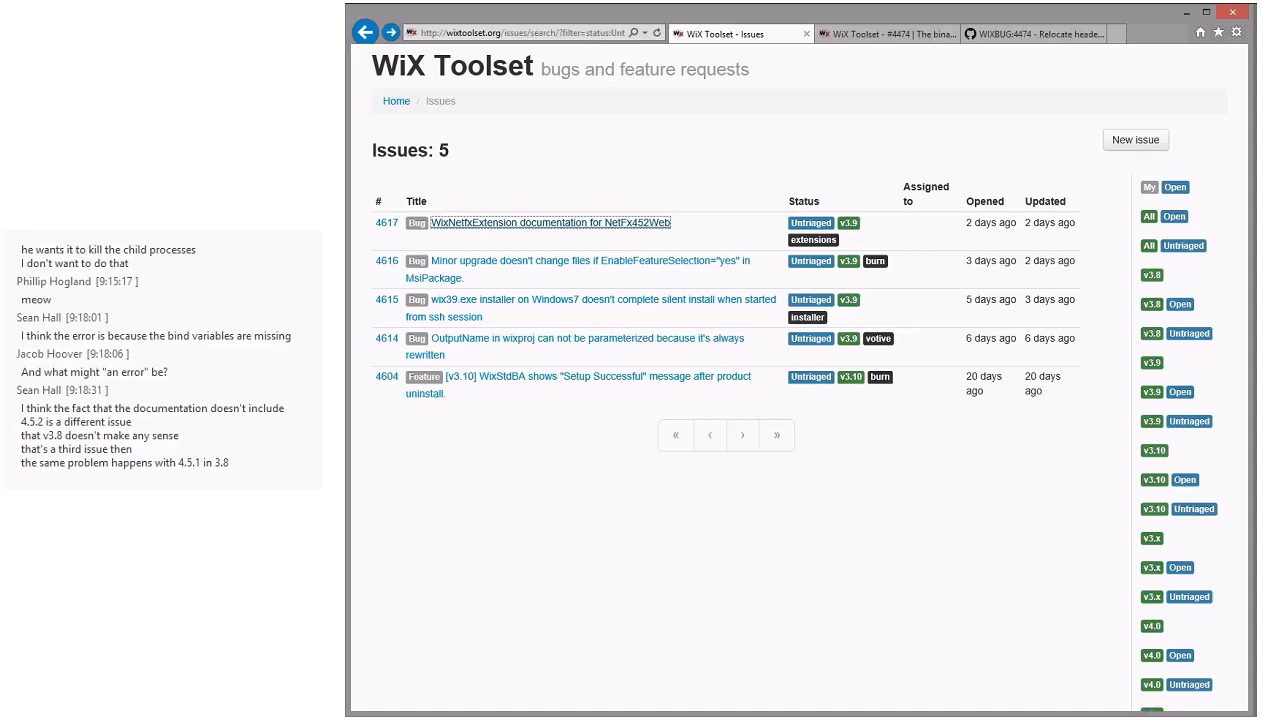 he wants it to kill the child processes
I don't want to do that
Phillip Hogland [9:15:17 ]
meow
Sean Hall [9:18:01 ]
I think the error is because the bind variables are missing
Jacob Hoover [9:18:06 ]
And what might "an error" be?
Sean Hall [9:18:31 ]
I think the fact that the documentation doesn't include
4.5.2 is a different issue
that v3.8 doesn't make any sense
that's a third issue then
the same problem happens with 4.5.1 in 3.8
http://wixtoolset.org/issues/search/?filter=status:Unt
WiX Toolset - Issues
WiX Toolset - #4474 | The bina...
WIXBUG:4474 - Relocate heade...
WiX Toolset bugs and feature requests
Home / Issues
Issues: 5
New issue
# Title Status Assigned to Opened Updated
4617 Bug WixNetfxExtension documentation for NetFx452Web Untriaged v3.9 2 days ago 2 days ago
extensions
4616 Bug Minor upgrade doesn't change files if EnableFeatureSelection="yes" in Untriaged v3.9 burn 3 days ago 2 days ago
MsiPackage.
4615 Bug wix39.exe installer on Windows7 doesn't complete silent install when started Untriaged v3.9 5 days ago 3 days ago
from ssh session installer
4614 Bug OutputName in wixproj can not be parameterized because it's always Untriaged v3.9 votive 6 days ago 6 days ago
rewritten
4604 Feature [v3.10] WixStdBA shows "Setup Successful" message after product Untriaged v3.10 burn 20 days 20 days
uninstall. ago ago
« ‹ › »
My Open
All Open
All Untriaged
v3.8
v3.8 Open
v3.8 Untriaged
v3.9
v3.9 Open
v3.9 Untriaged
v3.10
v3.10 Open
v3.10 Untriaged
v3.x
v3.x Open
v3.x Untriaged
v4.0
v4.0 Open
v4.0 Untriaged